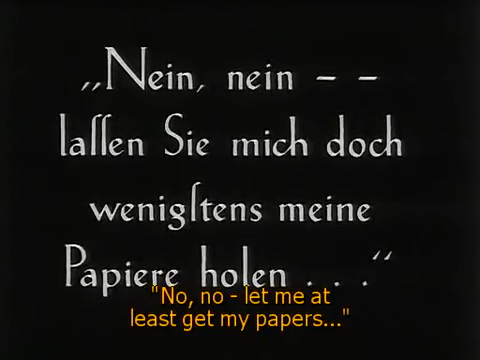 „Nein, nein – –
laſſen Sie mich doch
wenigſtens meine
Papiere holen . . .“
"No, no - let me at
least get my papers..."